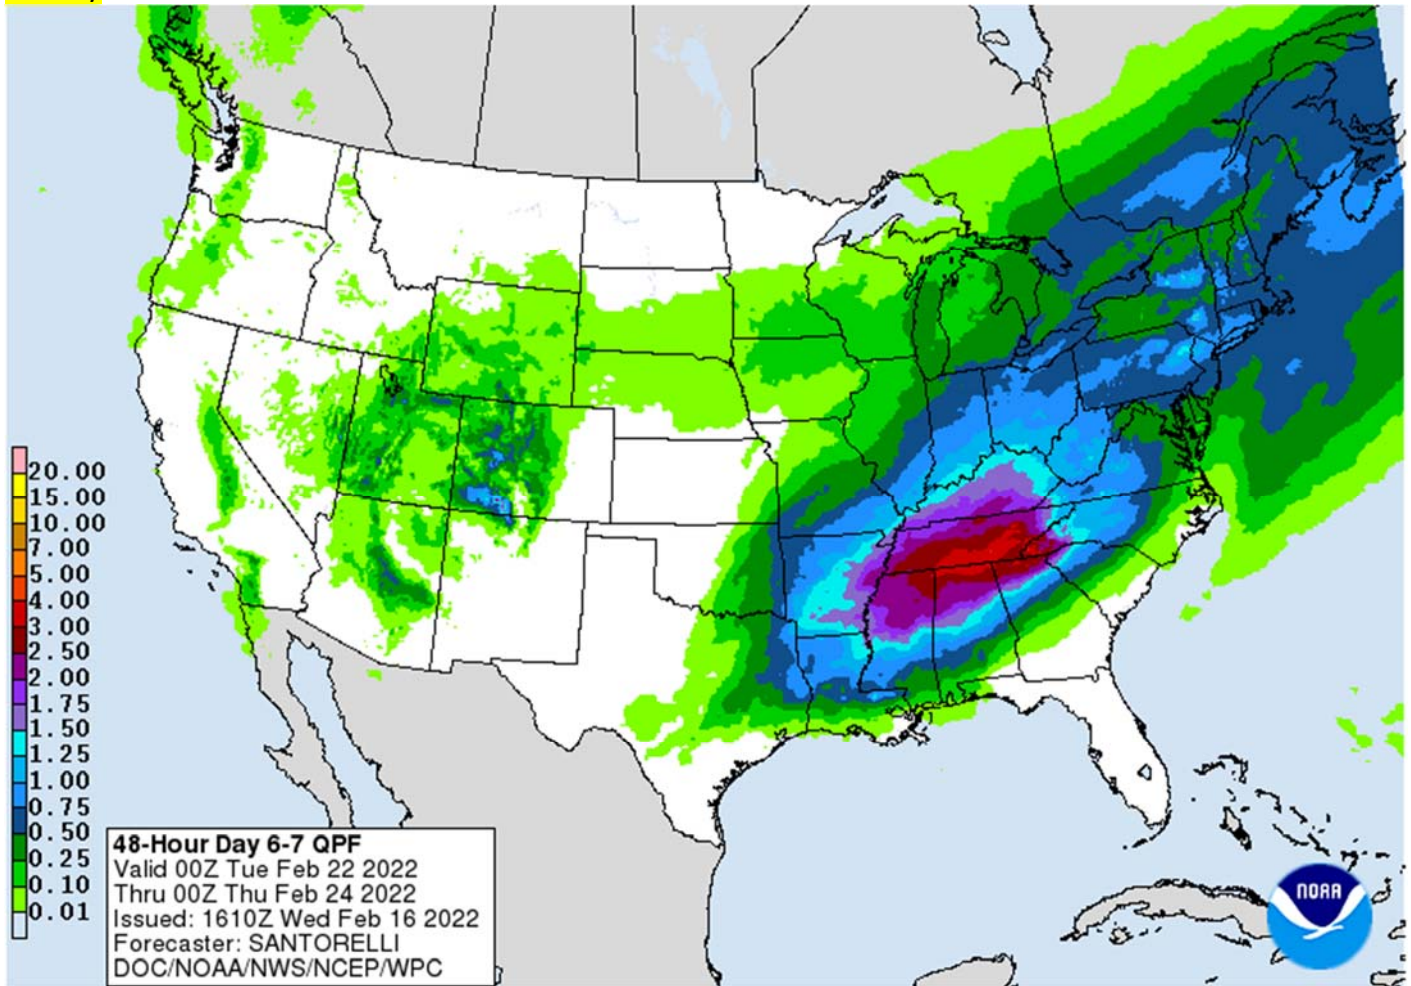 20.00
15.00
10.00
7.00
5.00
4.00
3.00
2.50
2.00
1.75
1.50
1.25
1.00
0.75
0.50
0.25
0.10
0.01
48-Hour Day 6-7 QPF
Valid 00Z Tue Feb 22 2022
Thru 00Z Thu Feb 24 2022
Issued: 1610Z Wed Feb 16 2022
Forecaster: SANTORELLI
DOC/NOAA/NWS/NCEP/WPC
NOAA